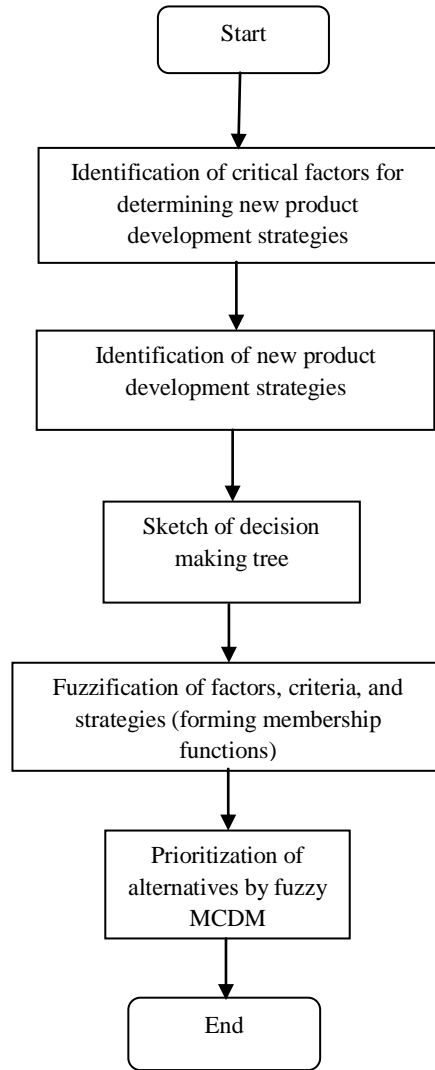 Start
Identification of critical factors for
determining new product
development strategies
Identification of new product
development strategies
Sketch of decision
making tree
Fuzzification of factors, criteria, and
strategies (forming membership
functions)
Prioritization of
alternatives by fuzzy
MCDM
End